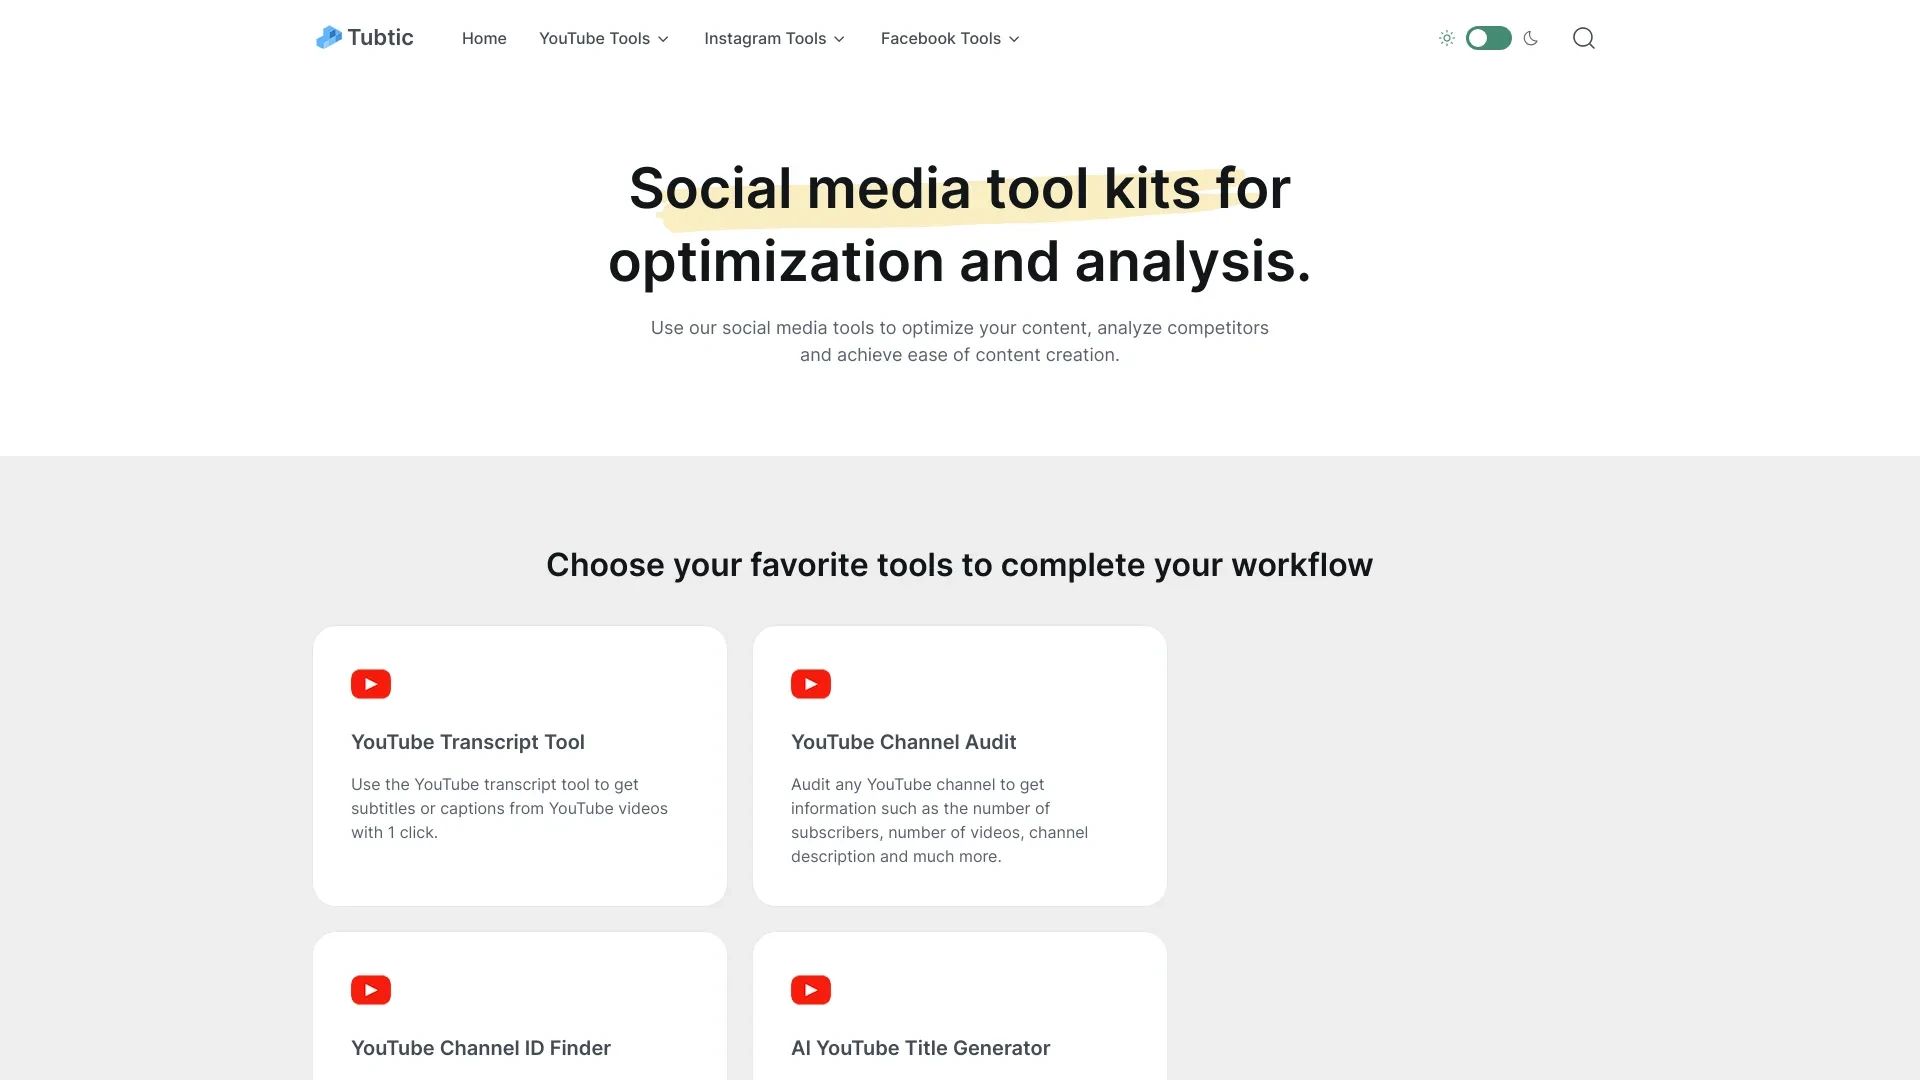 Tubtic
Home
YouTube Tools
Instagram Tools
Facebook Tools
Social media tool kits for
optimization and analysis.
Use our social media tools to optimize your content, analyze competitors
and achieve ease of content creation.
Choose your favorite tools to complete your workflow
YouTube Transcript Tool
Use the YouTube transcript tool to get
subtitles or captions from YouTube videos
with 1 click.
YouTube Channel Audit
Audit any YouTube channel to get
information such as the number of
subscribers, number of videos, channel
description and much more.
YouTube Channel ID Finder
AI YouTube Title Generator